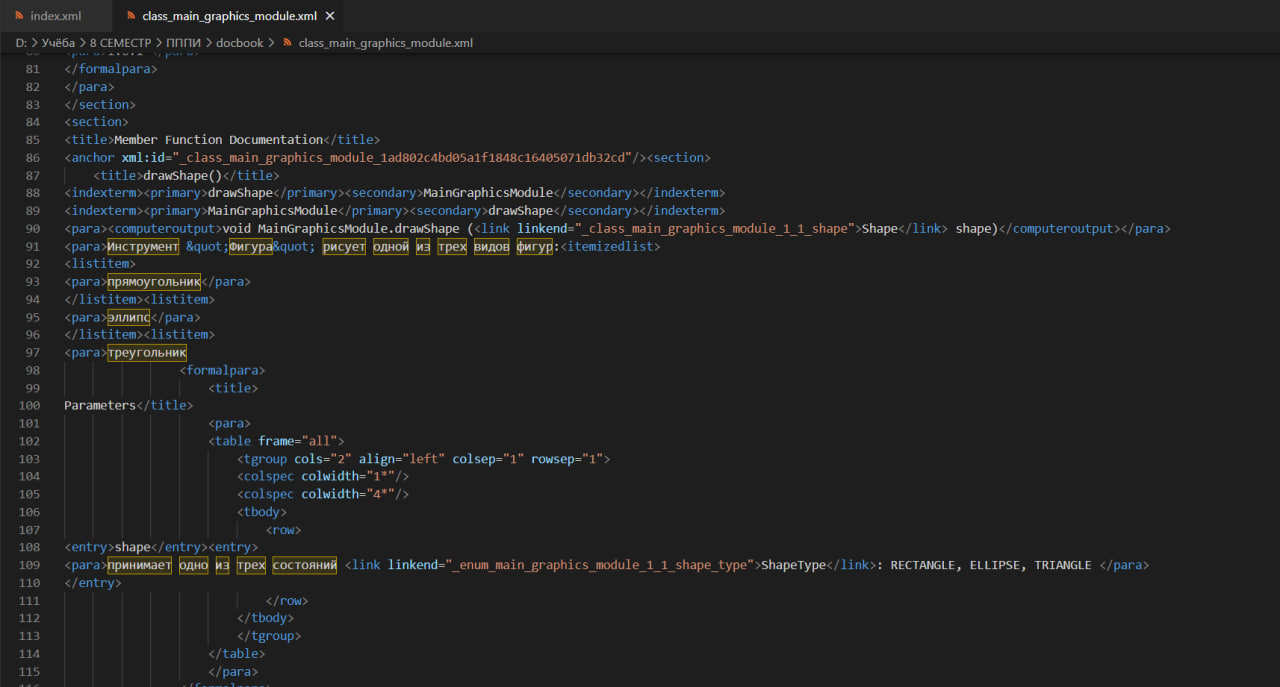 index.xml
class_main_graphics_module.xml
D: > Учёба > 8 СЕМЕСТР > ПППИ > docbook > class_main_graphics_module.xml
81 </formalpara>
82 </para>
83 </section>
84 <section>
85 <title>Member Function Documentation</title>
86 <anchor xml:id="_class_main_graphics_module_1ad802c4bd05a1f1848c16405071db32cd"/><section>
87 <title>drawShape()</title>
88 <indexterm><primary>drawShape</primary><secondary>MainGraphicsModule</secondary></indexterm>
89 <indexterm><primary>MainGraphicsModule</primary><secondary>drawShape</secondary></indexterm>
90 <para><computeroutput>void MainGraphicsModule.drawShape (<link linkend="_class_main_graphics_module_1_1_shape">Shape</link> shape)</computeroutput></para>
91 <para>Инструмент &quot;Фигура&quot; рисует одной из трех видов фигур:<itemizedlist>
92 <listitem>
93 <para>прямоугольник</para>
94 </listitem><listitem>
95 <para>эллипс</para>
96 </listitem><listitem>
97 <para>треугольник
98 <formalpara>
99 <title>
100 Parameters</title>
101 <para>
102 <table frame="all">
103 <tgroup cols="2" align="left" colsep="1" rowsep="1">
104 <colspec colwidth="1*"/>
105 <colspec colwidth="4*"/>
106 <tbody>
107 <row>
108 <entry>shape</entry><entry>
109 <para>принимает одно из трех состояний <link linkend="_enum_main_graphics_module_1_1_shape_type">ShapeType</link>: RECTANGLE, ELLIPSE, TRIANGLE </para>
110 </entry>
111 </row>
112 </tbody>
113 </tgroup>
114 </table>
115 </para>